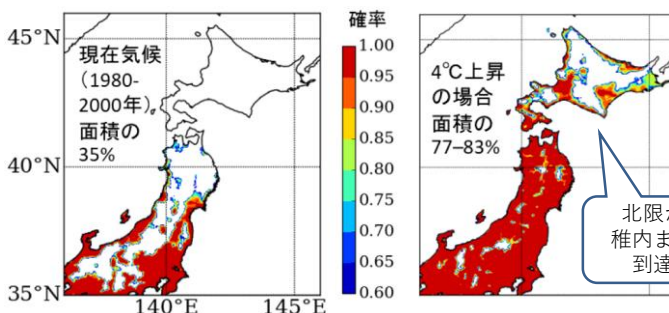 45°N
40°N
35°N
140°E
145°E
現在気候
(1980-
2000年)
面積の
35%
確率
1.00
0.95
0.90
0.85
0.80
0.75
0.70
0.65
0.60
4℃上昇
の場合
面積の
77–83%
北限
稚内ま
到達